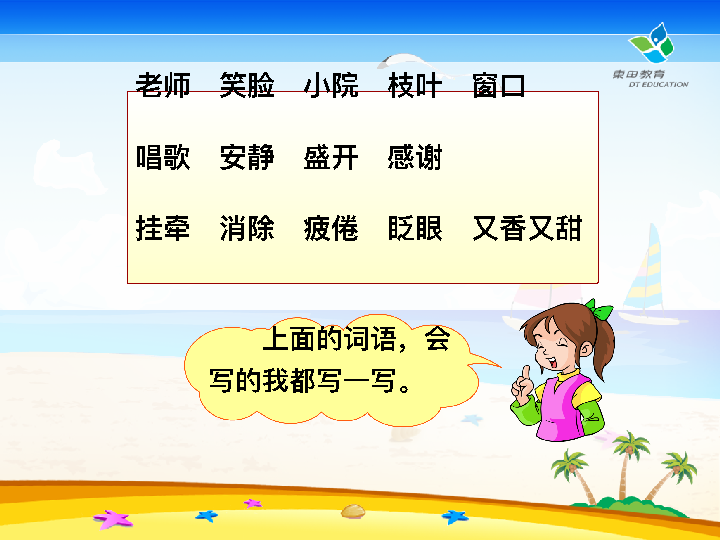 東田教育
DT EDUCATION
老师 笑脸 小院 枝叶 窗口
唱歌 安静 盛开 感谢
挂牵 消除 疲倦 眨眼 又香又甜
上面的词语，会
写的我都写一写。